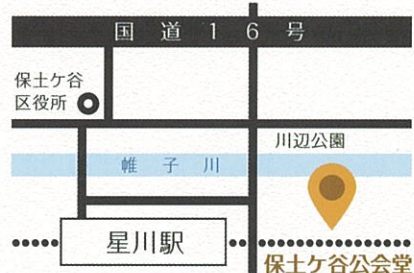 国道16号
保土ケ谷
区役所
川辺公園
帷子川
星川駅
保土ケ谷公会堂